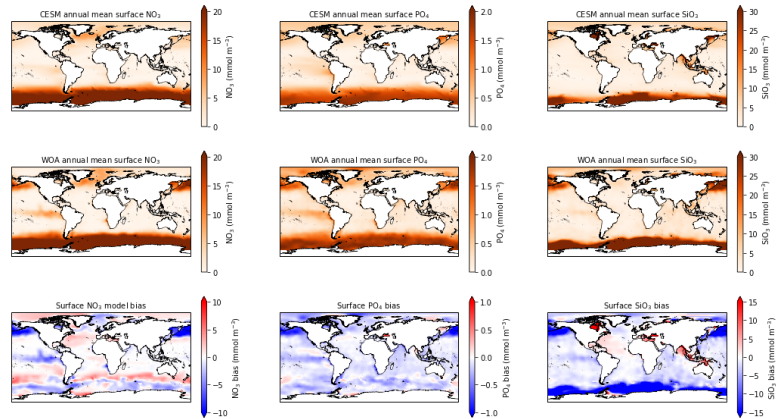 CESM annual mean surface NO₃
20
15
10
5
0
NO₃ (mmol m⁻³)
CESM annual mean surface PO₄
2.0
1.5
1.0
0.5
0.0
PO₄ (mmol m⁻³)
CESM annual mean surface SiO₃
30
25
20
15
10
5
0
SiO₃ (mmol m⁻³)
WOA annual mean surface NO₃
20
15
10
5
0
NO₃ (mmol m⁻³)
WOA annual mean surface PO₄
2.0
1.5
1.0
0.5
0.0
PO₄ (mmol m⁻³)
WOA annual mean surface SiO₃
30
25
20
15
10
5
0
SiO₃ (mmol m⁻³)
Surface NO₃ model bias
10
5
0
−5
−10
NO₃ bias (mmol m⁻³)
Surface PO₄ bias
1.0
0.5
0.0
−0.5
−1.0
PO₄ bias (mmol m⁻³)
Surface SiO₃ bias
15
10
5
0
−5
−10
−15
SiO₃ bias (mmol m⁻³)